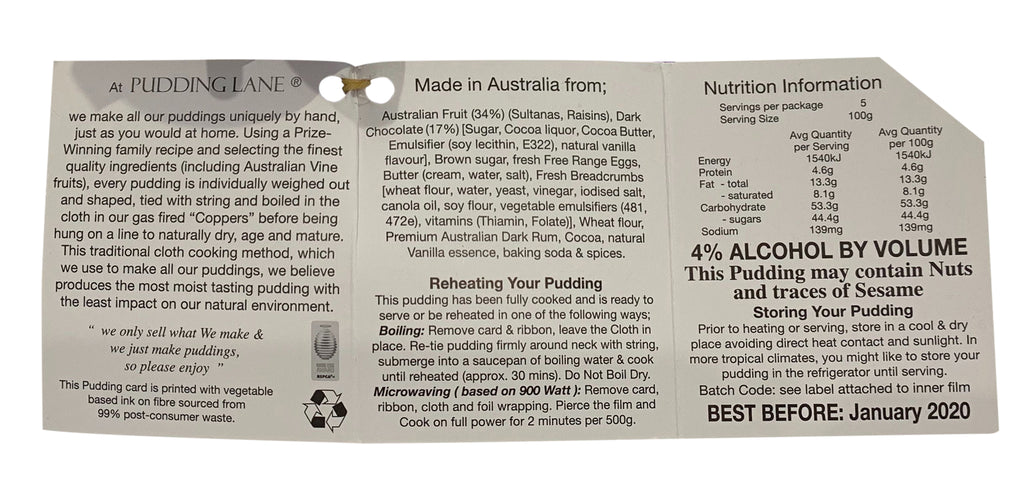 At PUDDING LANE ®
we make all our puddings uniquely by hand,
just as you would at home. Using a Prize-
Winning family recipe and selecting the finest
quality ingredients (including Australian Vine
fruits), every pudding is individually weighed out
and shaped, tied with string and boiled in the
cloth in our gas fired “Coppers” before being
hung on a line to naturally dry, age and mature.
This traditional cloth cooking method, which
we use to make all our puddings, we believe
produces the most moist tasting pudding with
the least impact on our natural environment.
“ we only sell what We make &
we just make puddings,
so please enjoy ”
This Pudding card is printed with vegetable
based ink on fibre sourced from
99% post-consumer waste.
Made in Australia from;
Australian Fruit (34%) (Sultanas, Raisins), Dark
Chocolate (17%) [Sugar, Cocoa liquor, Cocoa Butter,
Emulsifier (soy lecithin, E322), natural vanilla
flavour], Brown sugar, fresh Free Range Eggs,
Butter (cream, water, salt), Fresh Breadcrumbs
[wheat flour, water, yeast, vinegar, iodised salt,
canola oil, soy flour, vegetable emulsifiers (481,
472e), vitamins (Thiamin, Folate)], Wheat flour,
Premium Australian Dark Rum, Cocoa, natural
Vanilla essence, baking soda & spices.
Reheating Your Pudding
This pudding has been fully cooked and is ready to
serve or be reheated in one of the following ways;
Boiling: Remove card & ribbon, leave the Cloth in
place. Re-tie pudding firmly around neck with string,
submerge into a saucepan of boiling water & cook
until reheated (approx. 30 mins). Do Not Boil Dry.
Microwaving ( based on 900 Watt ): Remove card,
ribbon, cloth and foil wrapping. Pierce the film and
Cook on full power for 2 minutes per 500g.
Nutrition Information
Servings per package 5
Serving Size 100g
Avg Quantity Avg Quantity
per Serving per 100g
Energy 1540kJ 1540kJ
Protein 4.6g 4.6g
Fat - total 13.3g 13.3g
- saturated 8.1g 8.1g
Carbohydrate 53.3g 53.3g
- sugars 44.4g 44.4g
Sodium 139mg 139mg
4% ALCOHOL BY VOLUME
This Pudding may contain Nuts
and traces of Sesame
Storing Your Pudding
Prior to heating or serving, store in a cool & dry
place avoiding direct heat contact and sunlight. In
more tropical climates, you might like to store your
pudding in the refrigerator until serving.
Batch Code: see label attached to inner film
BEST BEFORE: January 2020